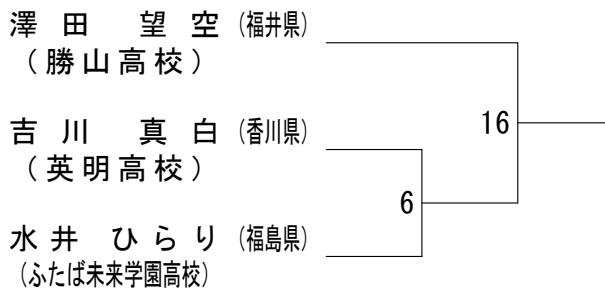 澤田 望空 (福井県)
(勝山高校)
16
吉川 真白 (香川県)
(英明高校)
6
水井 ひらり (福島県)
(ふたば未来学園高校)